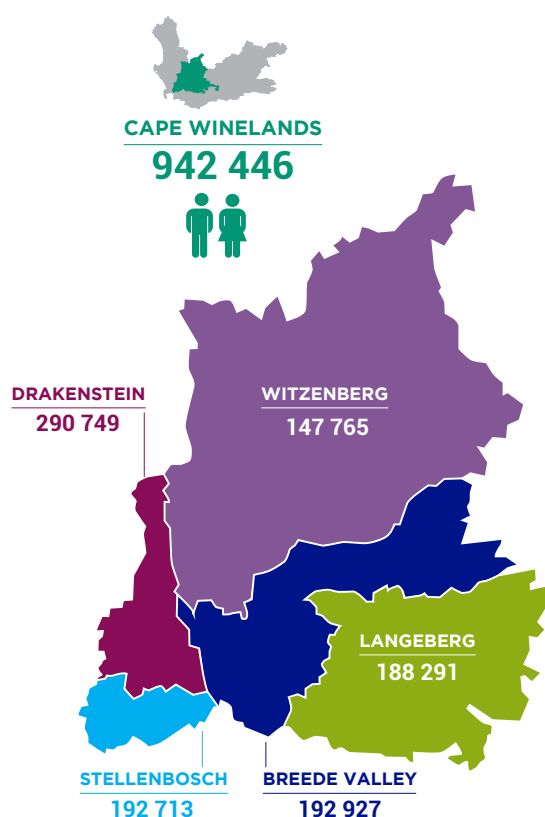 CAPE WINELANDS
942 446
DRAKENSTEIN
290 749
WITZENBERG
147 765
LANGEBERG
188 291
STELLENBOSCH
192 713
BREEDE VALLEY
192 927